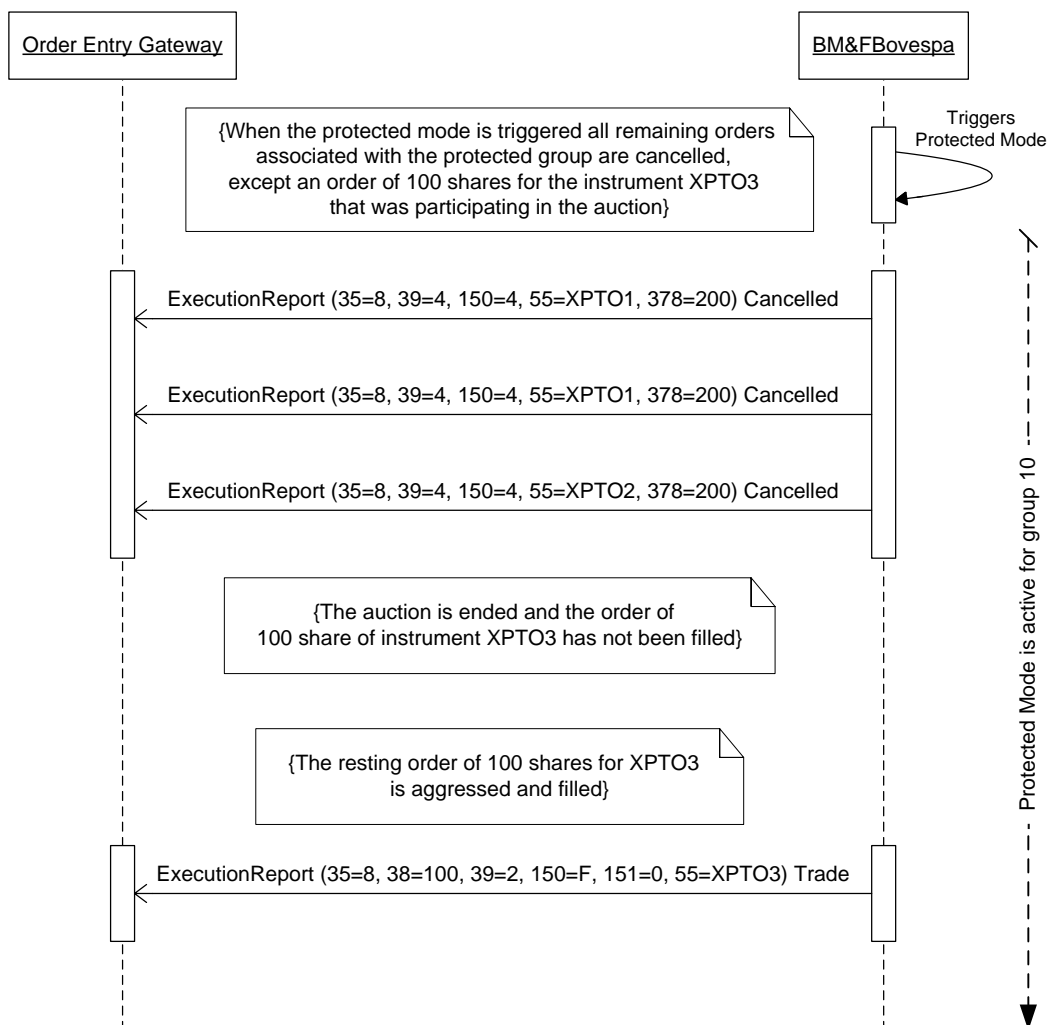 Order Entry Gateway
BM&FBovespa
Triggers
Protected Mode
{When the protected mode is triggered all remaining orders
associated with the protected group are cancelled,
except an order of 100 shares for the instrument XPTO3
that was participating in the auction}
ExecutionReport (35=8, 39=4, 150=4, 55=XPTO1, 378=200) Cancelled
ExecutionReport (35=8, 39=4, 150=4, 55=XPTO1, 378=200) Cancelled
ExecutionReport (35=8, 39=4, 150=4, 55=XPTO2, 378=200) Cancelled
{The auction is ended and the order of
100 share of instrument XPTO3 has not been filled}
{The resting order of 100 shares for XPTO3
is aggressed and filled}
ExecutionReport (35=8, 38=100, 39=2, 150=F, 151=0, 55=XPTO3) Trade
Protected Mode is active for group 10